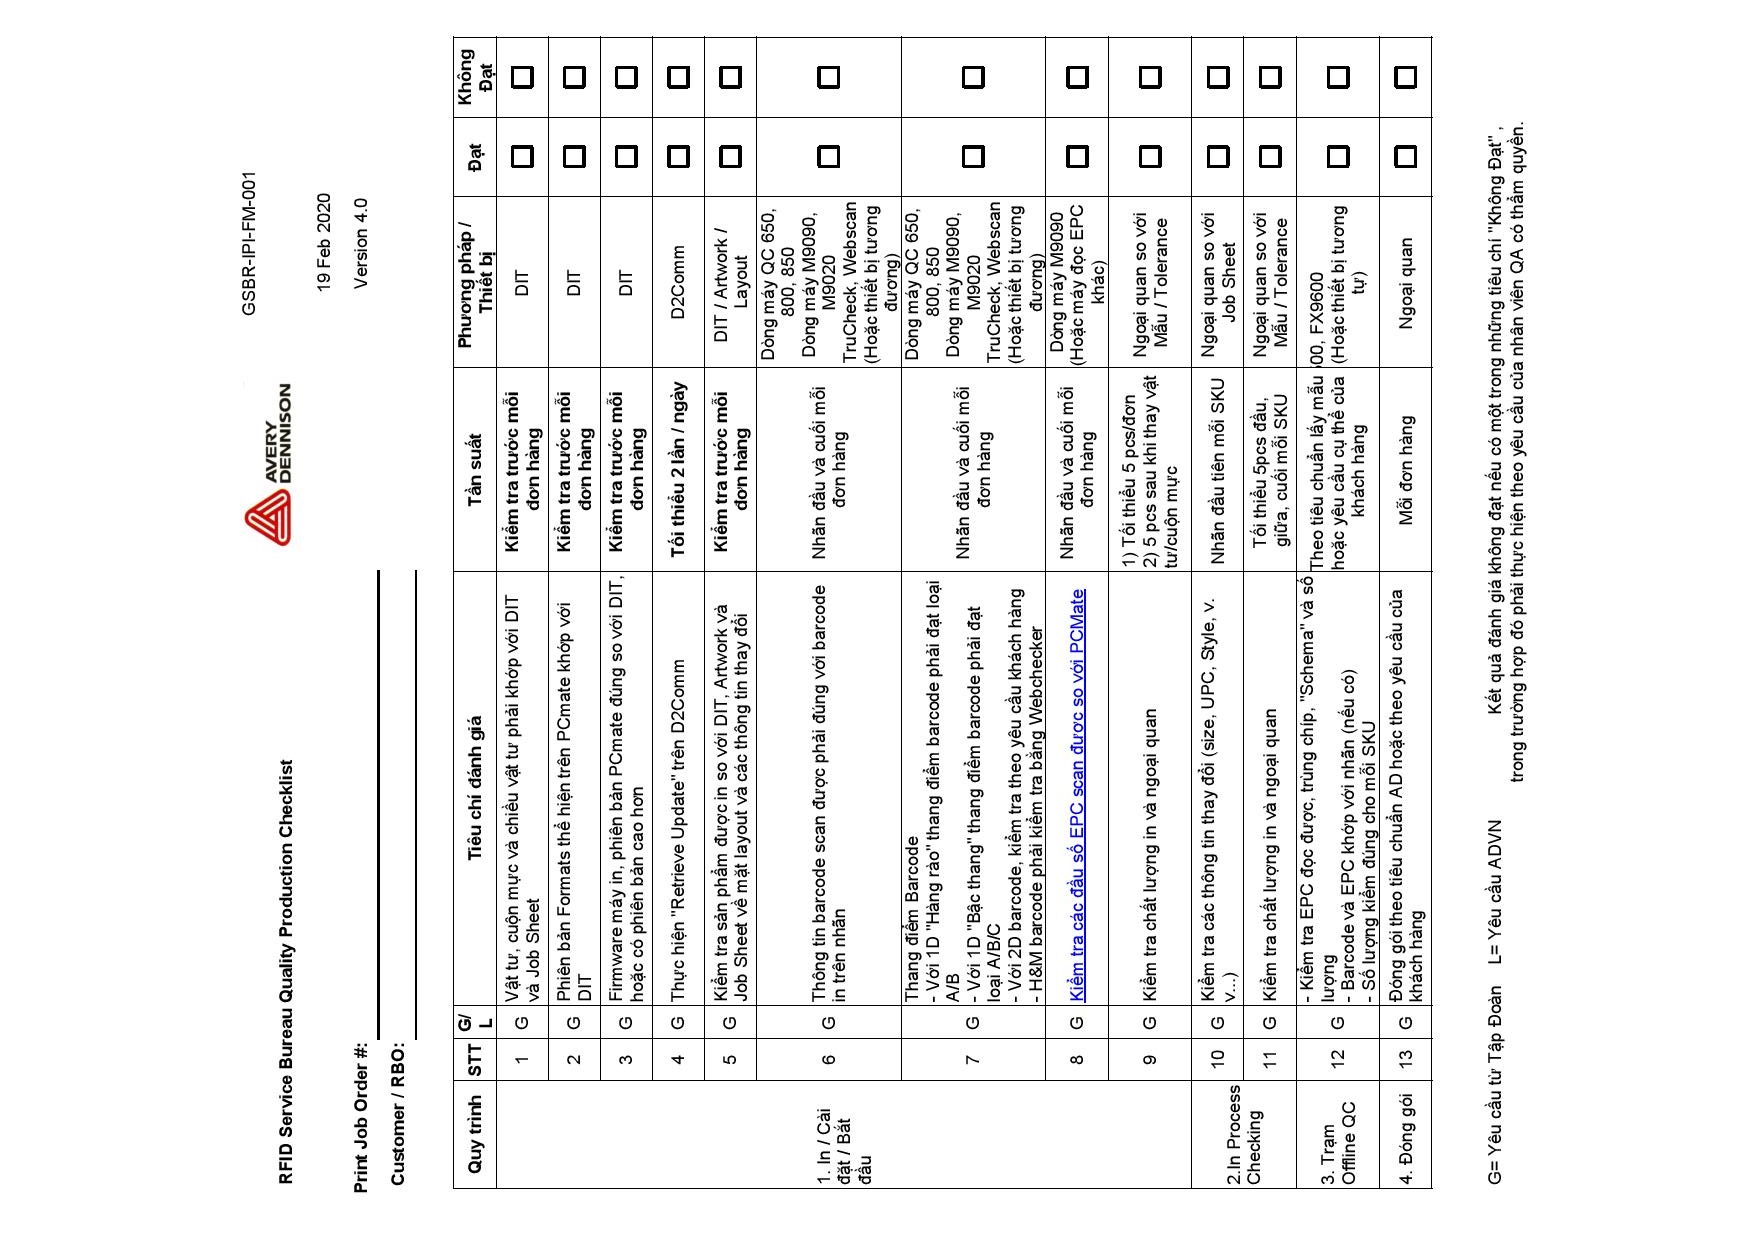 GSBR-IPI-FM-001
AVERY
DENNISON
RFID Service Bureau Quality Production Checklist
19 Feb 2020
Print Job Order #:
Version 4.0
Customer / RBO:
Quy trình STT G/ L Tiêu chí đánh giá Tần suất Phương pháp / Thiết bị Đạt Không Đạt
1. In / Cài
đặt / Bắt
đầu
1 G Vật tư, cuộn mực và chiều vật tư phải khớp với DIT
và Job Sheet
Kiểm tra trước mỗi
đơn hàng
DIT
2 G Phiên bản Formats thể hiện trên PCmate khớp với
DIT
Kiểm tra trước mỗi
đơn hàng
DIT
3 G Firmware máy in, phiên bản PCmate đúng so với DIT,
hoặc có phiên bản cao hơn
Kiểm tra trước mỗi
đơn hàng
DIT
4 G Thực hiện "Retrieve Update" trên D2Comm
Tối thiểu 2 lần / ngày
D2Comm
5 G Kiểm tra sản phẩm được in so với DIT, Artwork và
Job Sheet về mặt layout và các thông tin thay đổi
Kiểm tra trước mỗi
đơn hàng
DIT / Artwork /
Layout
6 G Thông tin barcode scan được phải đúng với barcode
in trên nhãn
Nhãn đầu và cuối mỗi
đơn hàng
Dòng máy QC 650,
800, 850
Dòng máy M9090,
M9020
TruCheck, Webscan
(Hoặc thiết bị tương
đương)
7 G Thang điểm Barcode
- Với 1D "Hàng rào" thang điểm barcode phải đạt loại
A/B
- Với 1D "Bậc thang" thang điểm barcode phải đạt
loại A/B/C
- Với 2D barcode, kiểm tra theo yêu cầu khách hàng
- H&M barcode phải kiểm tra bằng Webchecker
Nhãn đầu và cuối mỗi
đơn hàng
Dòng máy QC 650,
800, 850
Dòng máy M9090,
M9020
TruCheck, Webscan
(Hoặc thiết bị tương
đương)
8 G Kiểm tra các đầu số EPC scan được so với PCMate
Nhãn đầu và cuối mỗi
đơn hàng
Dòng máy M9090
(Hoặc máy đọc EPC
khác)
9 G Kiểm tra chất lượng in và ngoại quan
1) Tối thiểu 5 pcs/đơn
2) 5 pcs sau khi thay vật
tư/cuộn mực
Ngoại quan so với
Mẫu / Tolerance
2.In Process
Checking
10 G Kiểm tra các thông tin thay đổi (size, UPC, Style, v.
v...)
Nhãn đầu tiên mỗi SKU
Ngoại quan so với
Job Sheet
11 G Kiểm tra chất lượng in và ngoại quan
Tối thiểu 5pcs đầu,
giữa, cuối mỗi SKU
Ngoại quan so với
Mẫu / Tolerance
3. Trạm
Offline QC
12 G - Kiểm tra EPC đọc được, trùng chip, "Schema" và số
lượng
- Barcode và EPC khớp với nhãn (nếu có)
- Số lượng kiểm đúng cho mỗi SKU
Theo tiêu chuẩn lấy mẫu
hoặc yêu cầu cụ thể của
khách hàng
00, FX9600
(Hoặc thiết bị tương
tự)
4. Đóng gói
13 G Đóng gói theo tiêu chuẩn AD hoặc theo yêu cầu của
khách hàng
Mỗi đơn hàng
Ngoại quan
G= Yêu cầu từ Tập Đoàn L= Yêu cầu ADVN Kết quả đánh giá không đạt nếu có một trong những tiêu chí "Không Đạt" ,
trong trường hợp đó phải thực hiện theo yêu cầu của nhân viên QA có thẩm quyền.